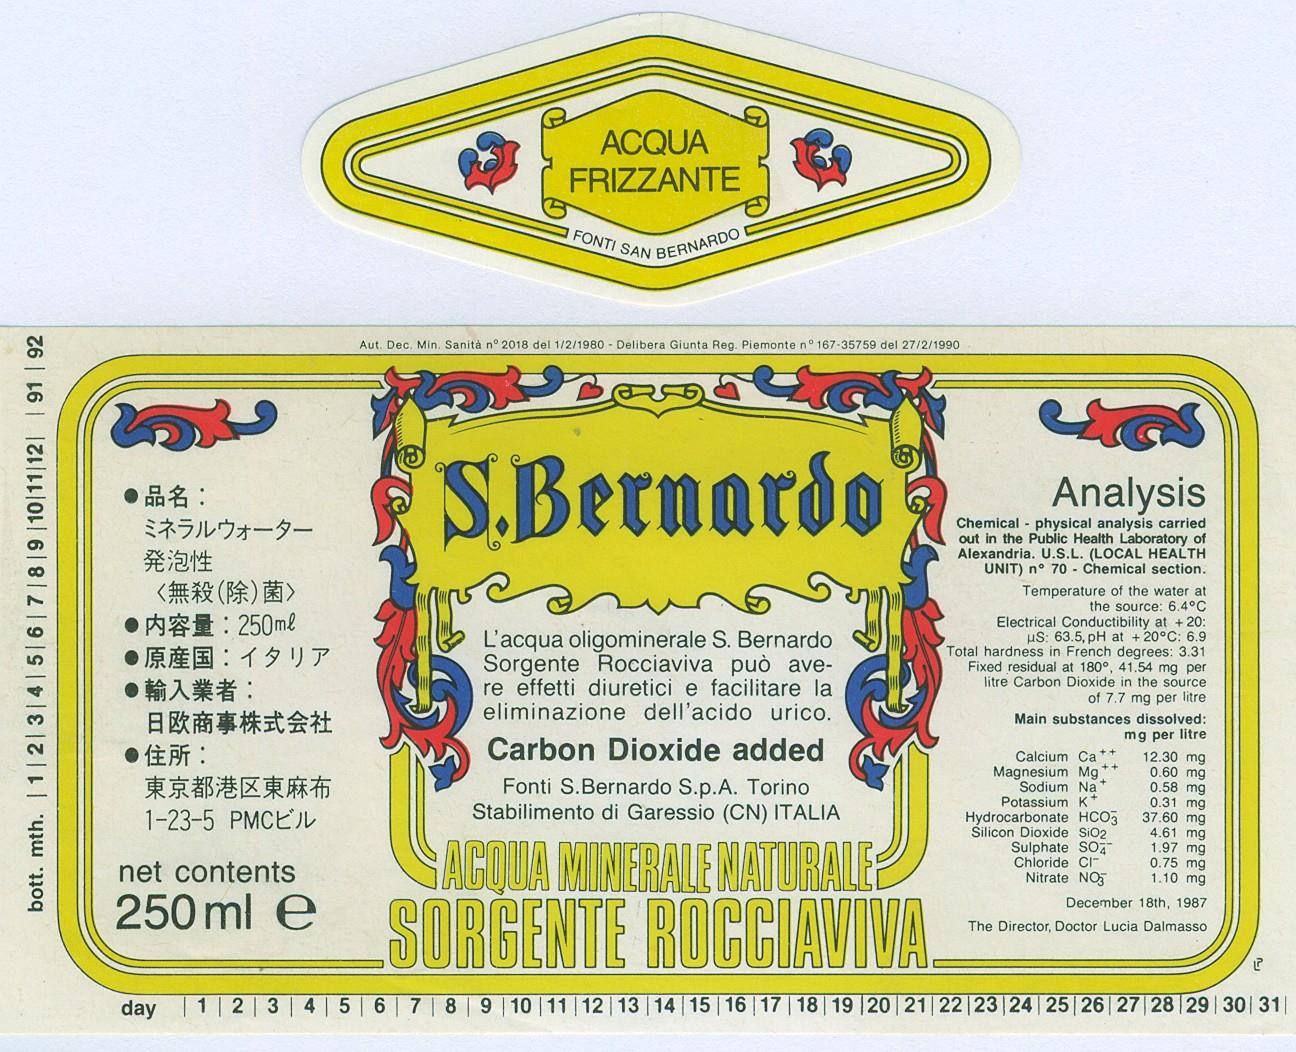 ACQUA
FRIZZANTE
FONTI SAN BERNARDO
Aut. Dec. Min. Sanità n° 2018 del 1/2/1980 - Delibera Giunta Reg. Piemonte n° 167-35759 del 27/2/1990
bott. mth. | 1 | 2 | 3 | 4 | 5 | 6 | 7 | 8 | 9 | 10 | 11 | 12 | | 91 | 92
●品名：
ミネラルウォーター
発泡性
〈無殺(除)菌〉
●内容量：250mℓ
●原産国：イタリア
●輸入業者：
日欧商事株式会社
●住所：
東京都港区東麻布
1-23-5 PMCビル
net contents
250 ml ℮
S.Bernardo
L'acqua oligominerale S. Bernardo
Sorgente Rocciaviva può ave-
re effetti diuretici e facilitare la
eliminazione dell'acido urico.
Carbon Dioxide added
Fonti S.Bernardo S.p.A. Torino
Stabilimento di Garessio (CN) ITALIA
ACQUA MINERALE NATURALE
SORGENTE ROCCIAVIVA
Analysis
Chemical - physical analysis carried
out in the Public Health Laboratory of
Alexandria. U.S.L. (LOCAL HEALTH
UNIT) n° 70 - Chemical section.
Temperature of the water at
the source: 6.4°C
Electrical Conductibility at +20:
µS: 63.5, pH at +20°C: 6.9
Total hardness in French degrees: 3.31
Fixed residual at 180°, 41.54 mg per
litre Carbon Dioxide in the source
of 7.7 mg per litre
Main substances dissolved:
mg per litre
Calcium Ca++ 12.30 mg
Magnesium Mg++ 0.60 mg
Sodium Na+ 0.58 mg
Potassium K+ 0.31 mg
Hydrocarbonate HCO3- 37.60 mg
Silicon Dioxide SiO2 4.61 mg
Sulphate SO4- 1.97 mg
Chloride Cl- 0.75 mg
Nitrate NO3- 1.10 mg
December 18th, 1987
The Director, Doctor Lucia Dalmasso
day | 1 | 2 | 3 | 4 | 5 | 6 | 7 | 8 | 9 | 10 | 11 | 12 | 13 | 14 | 15 | 16 | 17 | 18 | 19 | 20 | 21 | 22 | 23 | 24 | 25 | 26 | 27 | 28 | 29 | 30 | 31 |